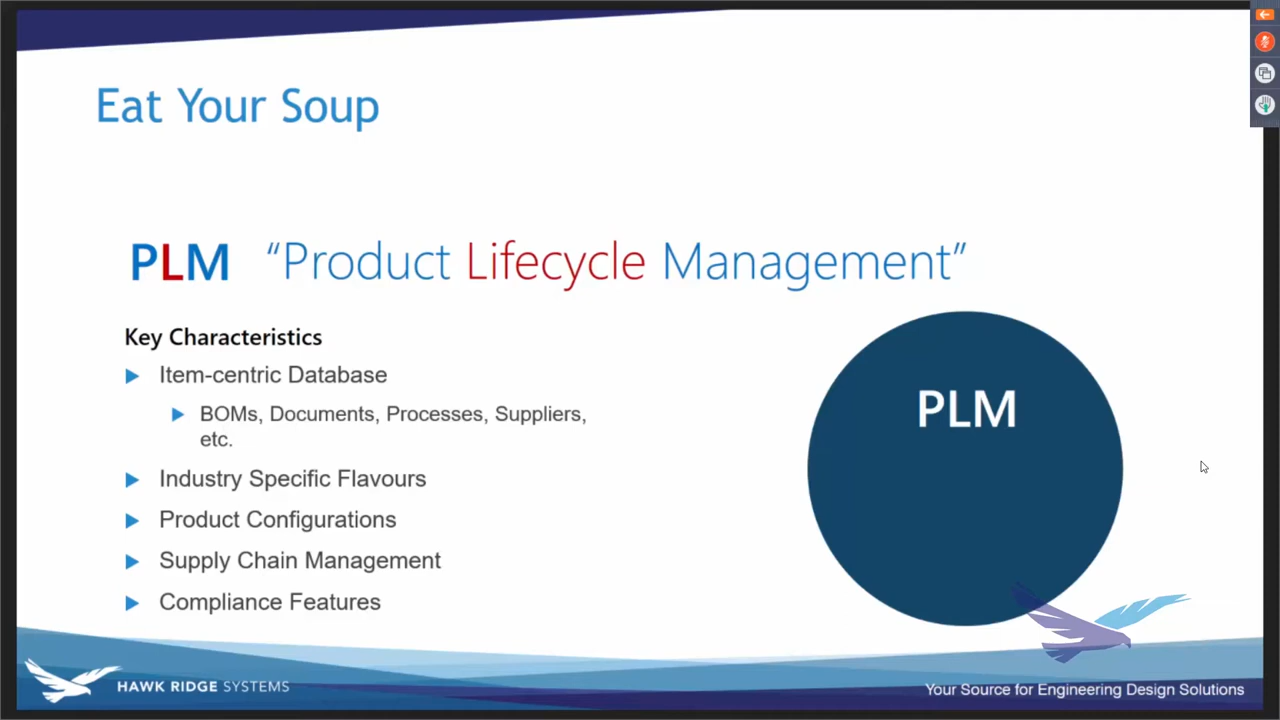 Eat Your Soup
PLM “Product Lifecycle Management”
Key Characteristics
Item-centric Database
BOMs, Documents, Processes, Suppliers,
etc.
Industry Specific Flavours
Product Configurations
Supply Chain Management
Compliance Features
PLM
HAWK RIDGE SYSTEMS
Your Source for Engineering Design Solutions